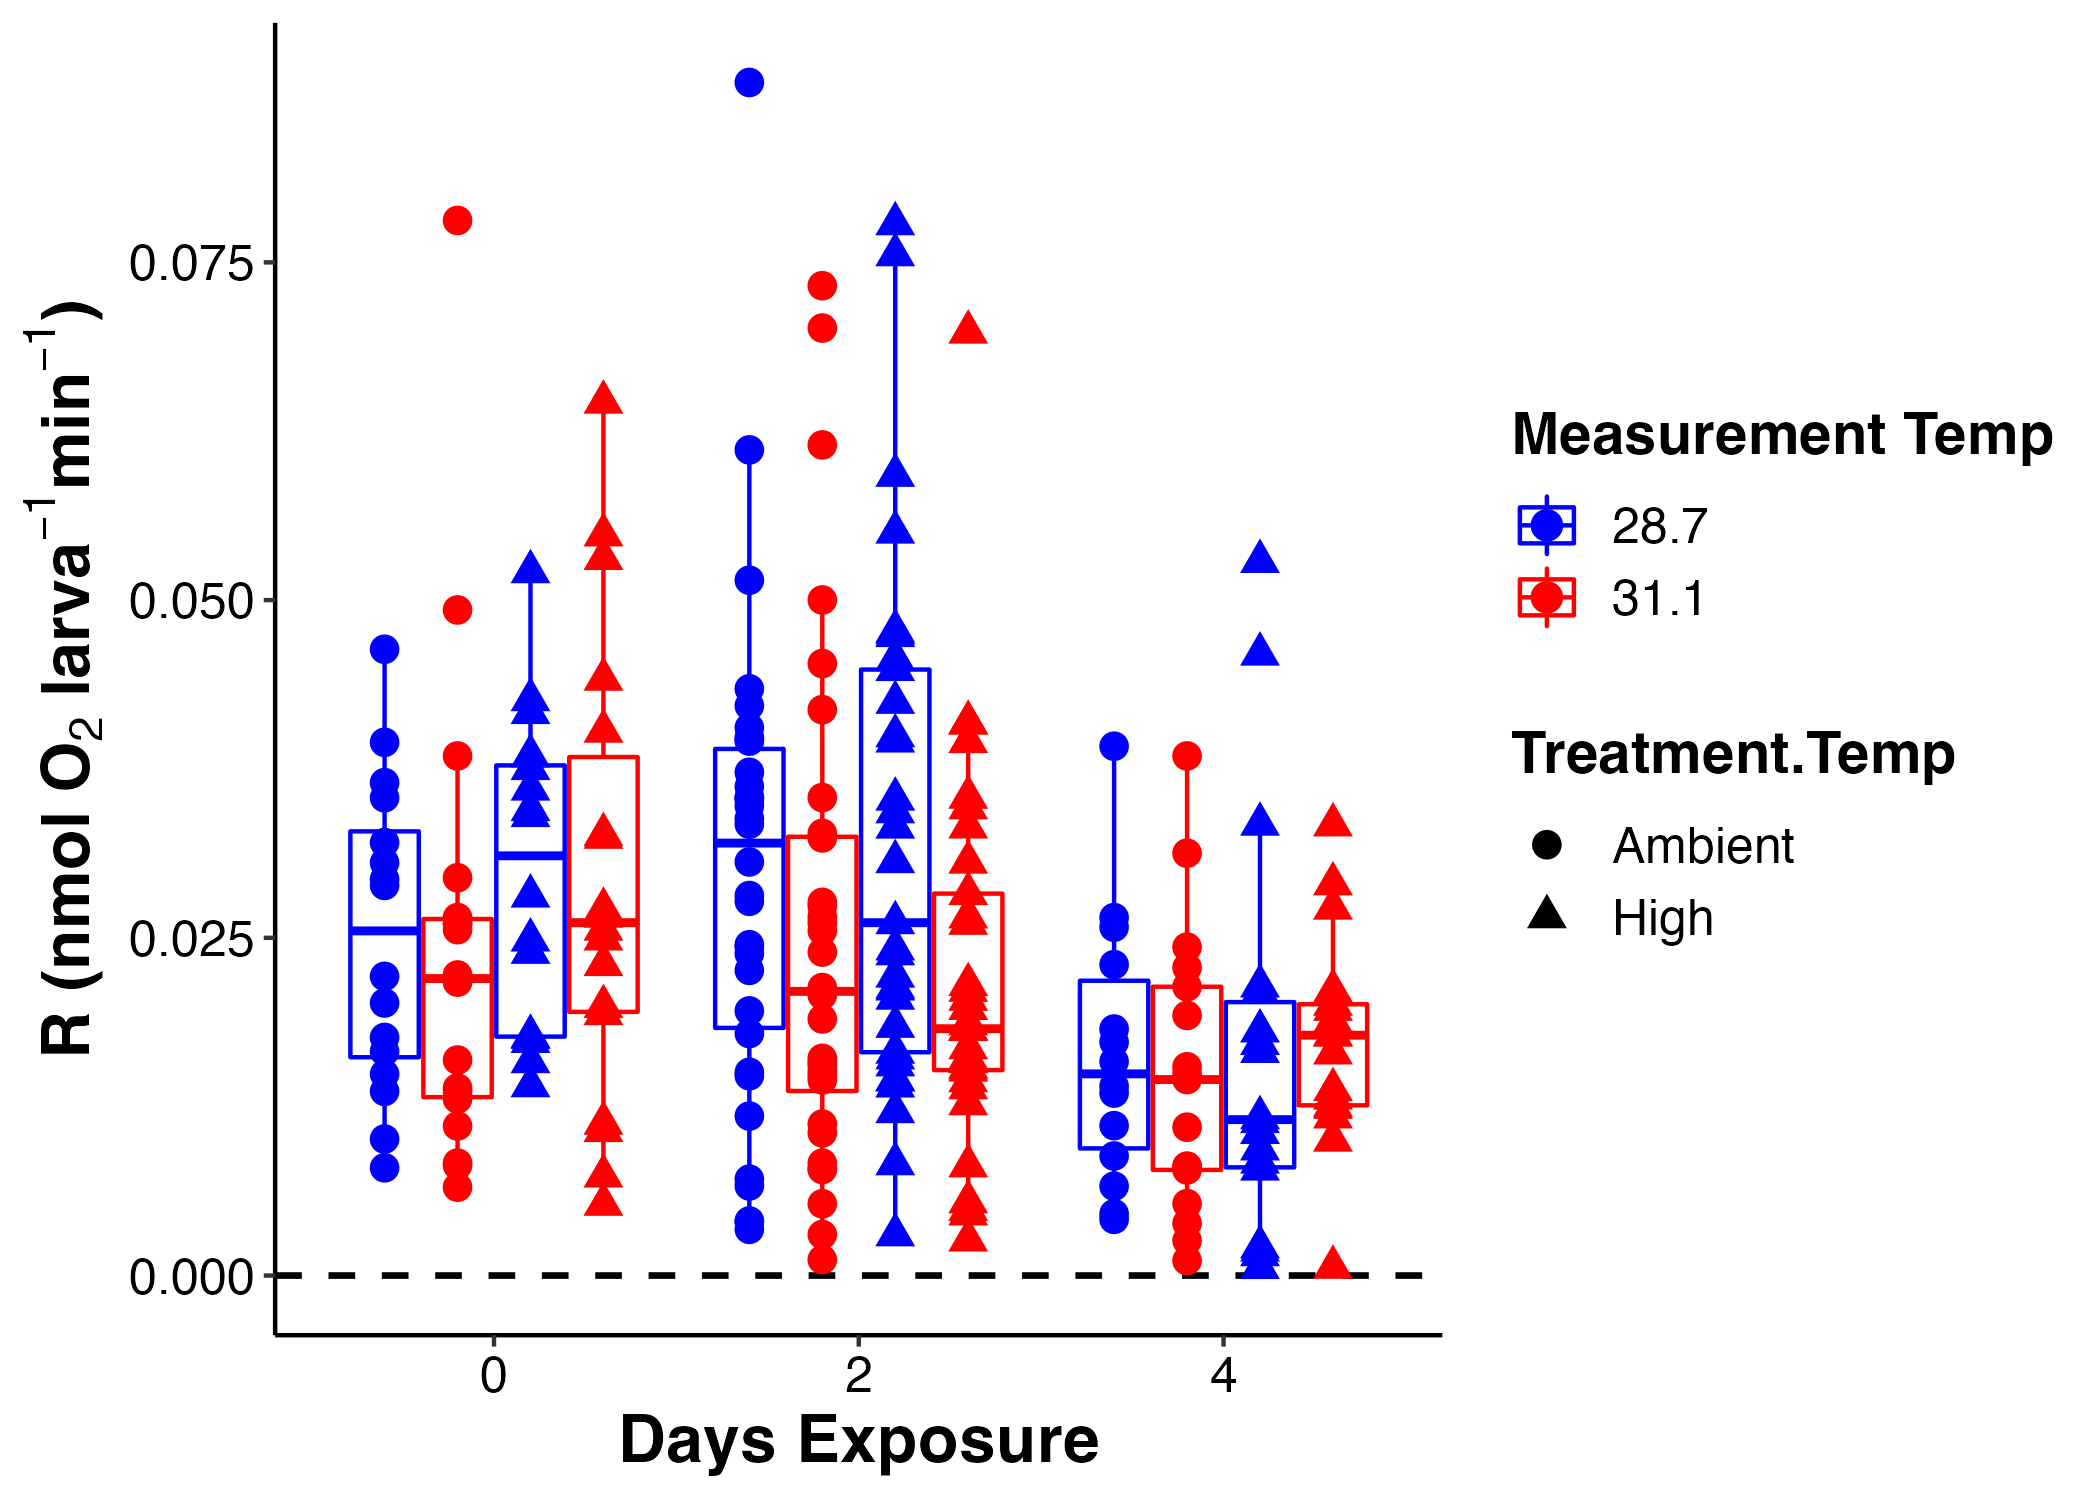 R (nmol O₂ larva⁻¹min⁻¹)
0.075
0.050
0.025
0.000
0 2 4
Days Exposure
Measurement Temp
28.7
31.1
Treatment.Temp
Ambient
High